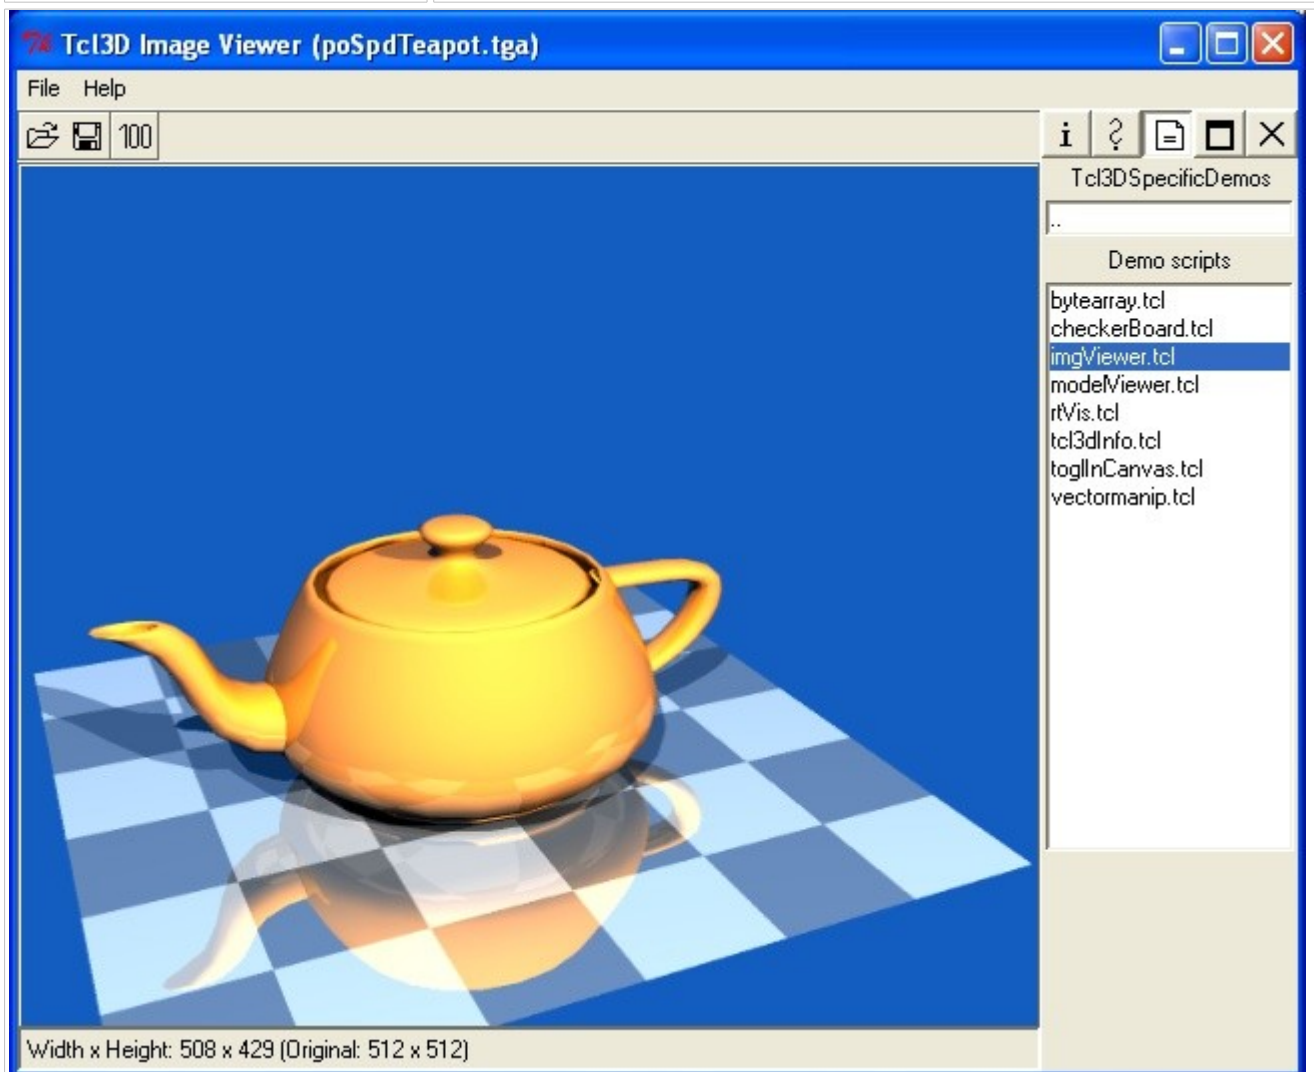 Tcl3D Image Viewer (poSpdTeapot.tga)
File Help
100
i ?
Tcl3DSpecificDemos
..
Demo scripts
bytearray.tcl
checkerBoard.tcl
imgViewer.tcl
modelViewer.tcl
rtVis.tcl
tcl3dInfo.tcl
toglInCanvas.tcl
vectormanip.tcl
Width x Height: 508 x 429 (Original: 512 x 512)